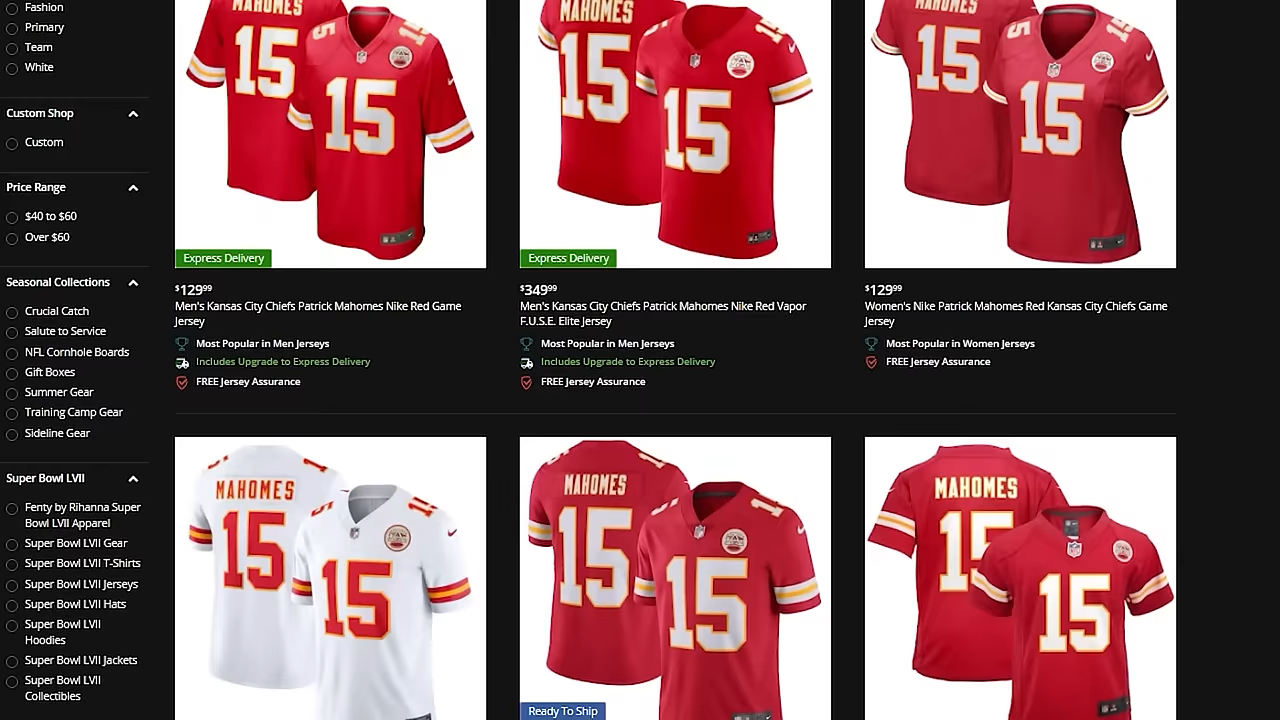 Fashion
Primary
Team
White
Custom Shop
Custom
Price Range
$40 to $60
Over $60
Seasonal Collections
Crucial Catch
Salute to Service
NFL Cornhole Boards
Gift Boxes
Summer Gear
Training Camp Gear
Sideline Gear
Super Bowl LVII
Fenty by Rihanna Super
Bowl LVII Apparel
Super Bowl LVII Gear
Super Bowl LVII T-Shirts
Super Bowl LVII Jerseys
Super Bowl LVII Hats
Super Bowl LVII
Hoodies
Super Bowl LVII Jackets
Super Bowl LVII
Collectibles
MAHOMES
15
15
15
Express Delivery
$129.99
Men's Kansas City Chiefs Patrick Mahomes Nike Red Game
Jersey
Most Popular in Men Jerseys
Includes Upgrade to Express Delivery
FREE Jersey Assurance
MAHOMES
15
15
15
Express Delivery
$349.99
Men's Kansas City Chiefs Patrick Mahomes Nike Red Vapor
F.U.S.E. Elite Jersey
Most Popular in Men Jerseys
Includes Upgrade to Express Delivery
FREE Jersey Assurance
MAHOMES
15
15
15
$129.99
Women's Nike Patrick Mahomes Red Kansas City Chiefs Game
Jersey
Most Popular in Women Jerseys
FREE Jersey Assurance
MAHOMES
15
15
15
MAHOMES
15
15
Ready To Ship
MAHOMES
15
15